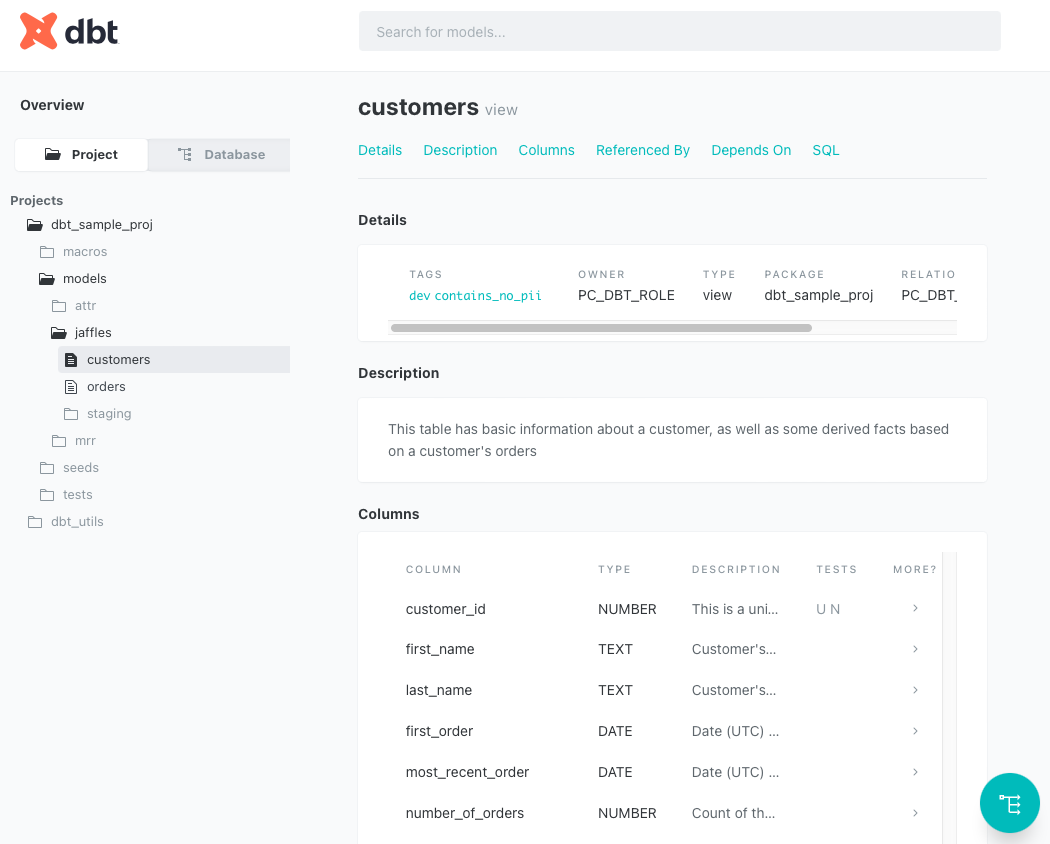 dbt
Search for models...
Overview
Project Database
Projects
dbt_sample_proj
macros
models
attr
jaffles
customers
orders
staging
mrr
seeds
tests
dbt_utils
customers view
Details Description Columns Referenced By Depends On SQL
Details
TAGS OWNER TYPE PACKAGE RELATIO
dev contains_no_pii PC_DBT_ROLE view dbt_sample_proj PC_DBT_
Description
This table has basic information about a customer, as well as some derived facts based
on a customer's orders
Columns
COLUMN TYPE DESCRIPTION TESTS MORE?
customer_id NUMBER This is a uni... U N
first_name TEXT Customer's...
last_name TEXT Customer's...
first_order DATE Date (UTC) ...
most_recent_order DATE Date (UTC) ...
number_of_orders NUMBER Count of th...